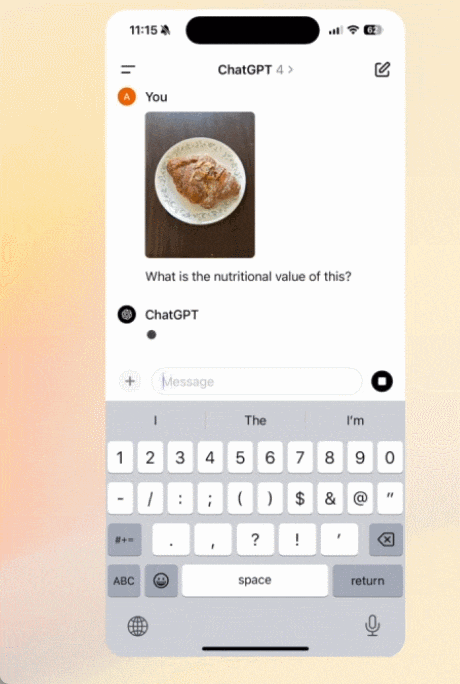 11:15
62
ChatGPT 4 >
A You
What is the nutritional value of this?
ChatGPT
Message
I The I'm
1 2 3 4 5 6 7 8 9 0
- / : ; ( ) $ & @ "
#+= . , ? ! '
ABC space return